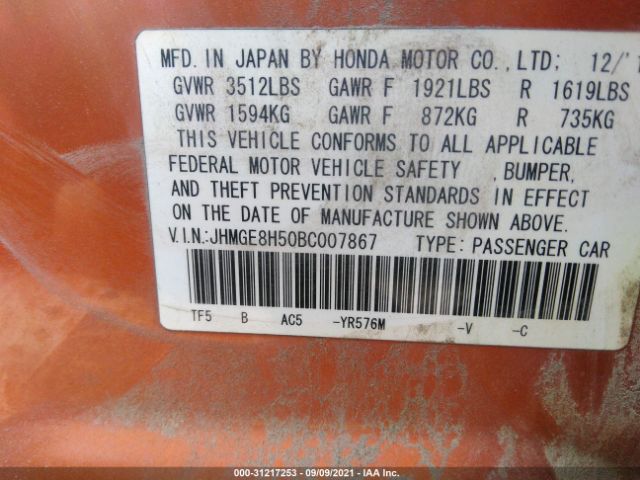 MFD. IN JAPAN BY HONDA MOTOR CO.,LTD; 12/
GVWR 3512LBS GAWR F 1921LBS R 1619LBS
GVWR 1594KG GAWR F 872KG R 735KG
THIS VEHICLE CONFORMS TO ALL APPLICABLE
FEDERAL MOTOR VEHICLE SAFETY ,BUMPER,
AND THEFT PREVENTION STANDARDS IN EFFECT
ON THE DATE OF MANUFACTURE SHOWN ABOVE.
V.I.N.:JHMGE8H50BC007867 TYPE: PASSENGER CAR
TF5 B AC5 -YR576M -V -C
000-31217253 - 09/09/2021 - IAA Inc.